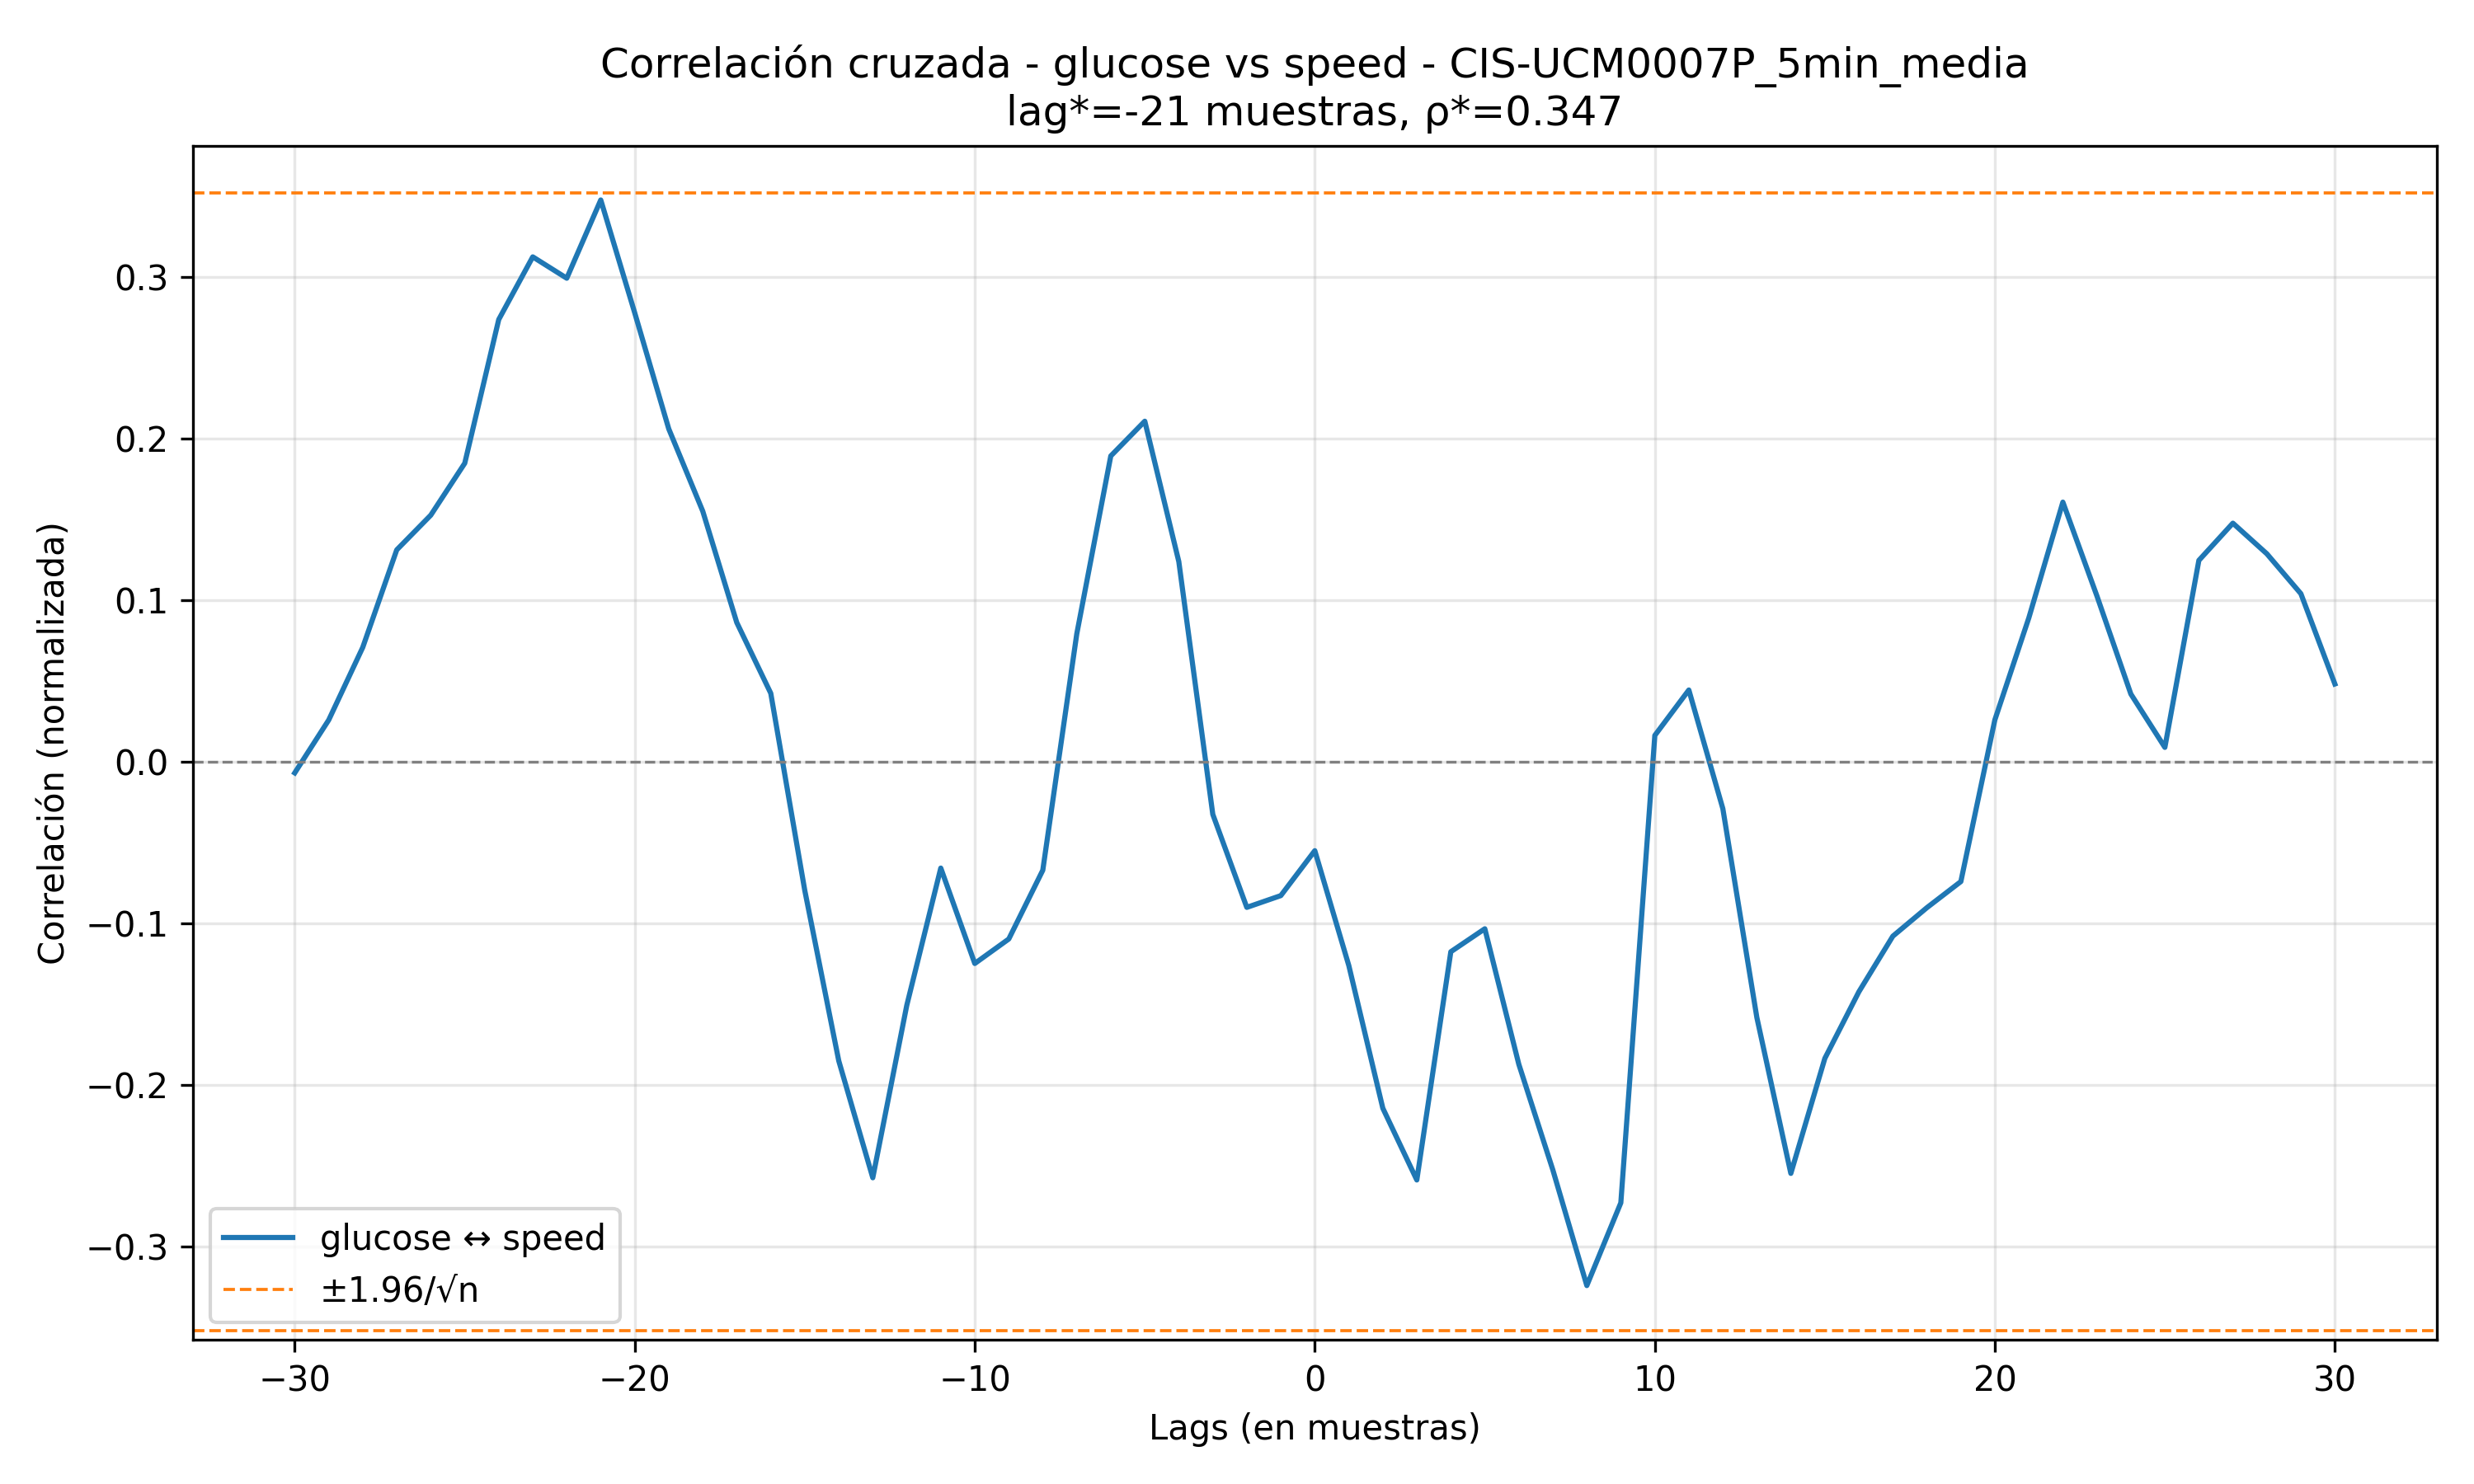 Correlación cruzada - glucose vs speed - CIS-UCM0007P_5min_media
lag*=-21 muestras, ρ*=0.347
Correlación (normalizada)
0.3
0.2
0.1
0.0
−0.1
−0.2
−0.3
glucose ↔ speed
±1.96/√n
−30
−20
−10
0
10
20
30
Lags (en muestras)